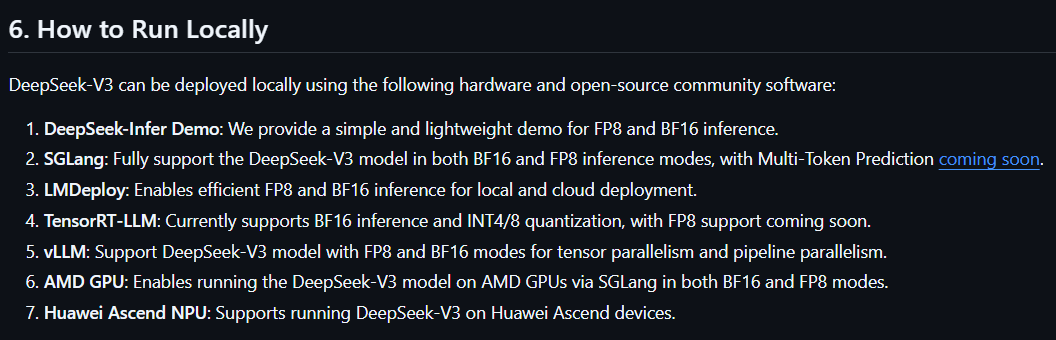 6. How to Run Locally
DeepSeek-V3 can be deployed locally using the following hardware and open-source community software:
1. DeepSeek-Infer Demo: We provide a simple and lightweight demo for FP8 and BF16 inference.
2. SGLang: Fully support the DeepSeek-V3 model in both BF16 and FP8 inference modes, with Multi-Token Prediction coming soon.
3. LMDeploy: Enables efficient FP8 and BF16 inference for local and cloud deployment.
4. TensorRT-LLM: Currently supports BF16 inference and INT4/8 quantization, with FP8 support coming soon.
5. vLLM: Support DeepSeek-V3 model with FP8 and BF16 modes for tensor parallelism and pipeline parallelism.
6. AMD GPU: Enables running the DeepSeek-V3 model on AMD GPUs via SGLang in both BF16 and FP8 modes.
7. Huawei Ascend NPU: Supports running DeepSeek-V3 on Huawei Ascend devices.